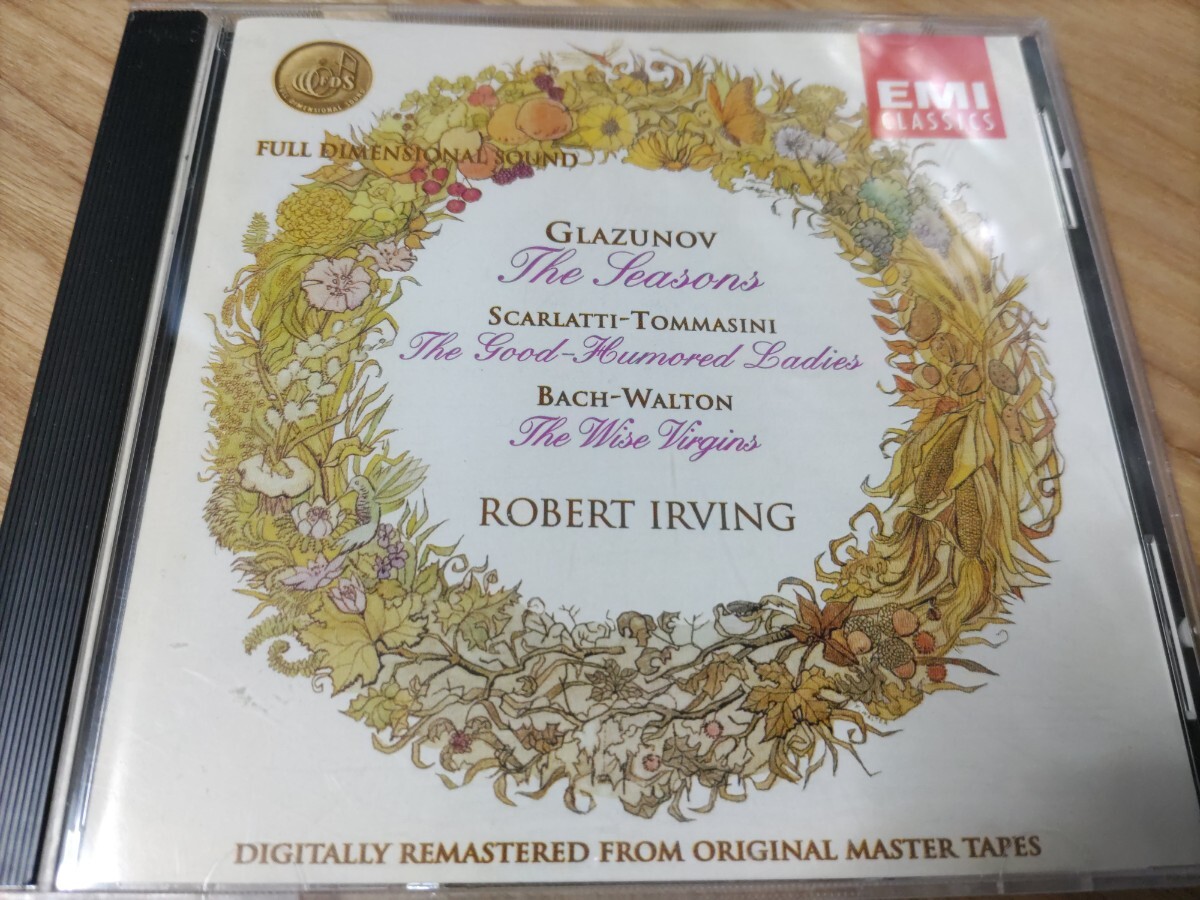 FDS
FULL DIMENSIONAL SOUND
EMI
CLASSICS
GLAZUNOV
The Seasons
SCARLATTI-TOMMASINI
The Good-Humored Ladies
BACH-WALTON
The Wise Virgins
ROBERT IRVING
DIGITALLY REMASTERED FROM ORIGINAL MASTER TAPES